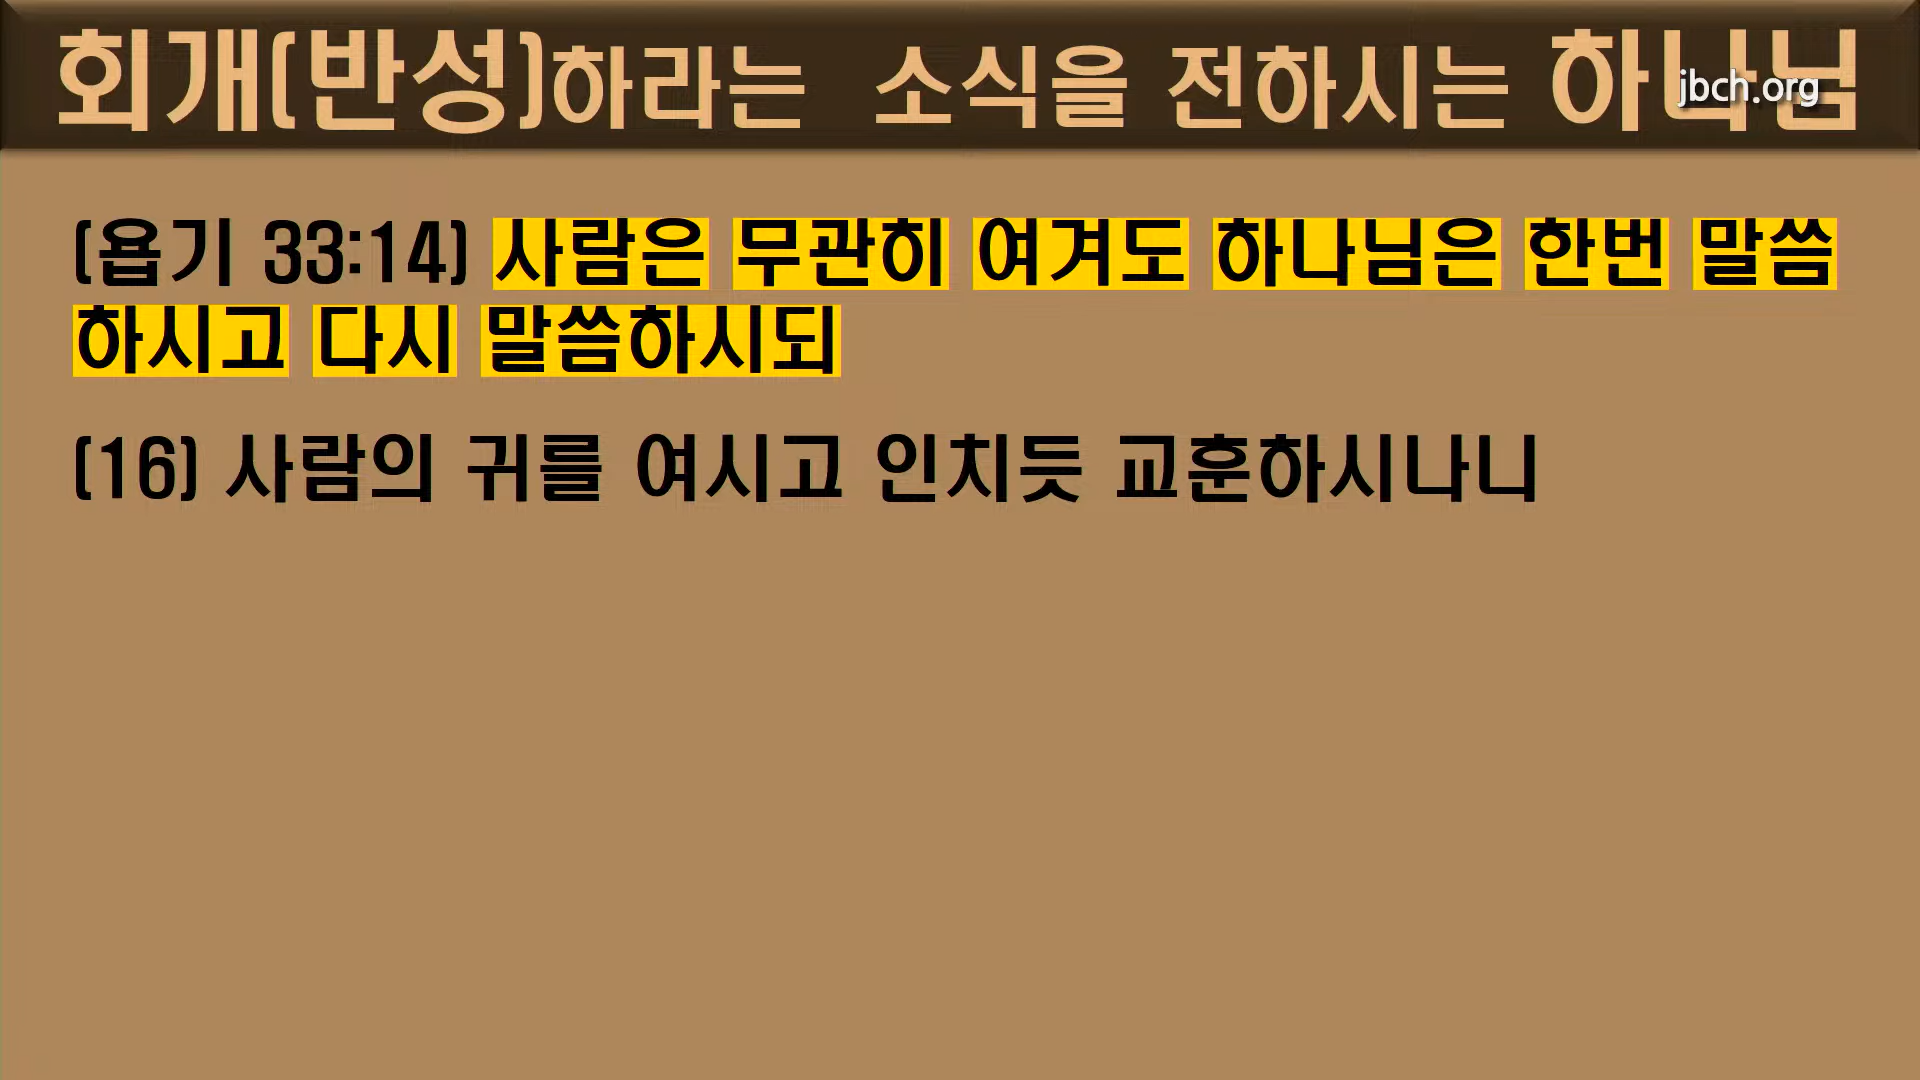 회개(반성)하라는 소식을 전하시는 하나님
jbch.org
(욥기 33:14) 사람은 무관히 여겨도 하나님은 한번 말씀
하시고 다시 말씀하시되
(16) 사람의 귀를 여시고 인치듯 교훈하시나니